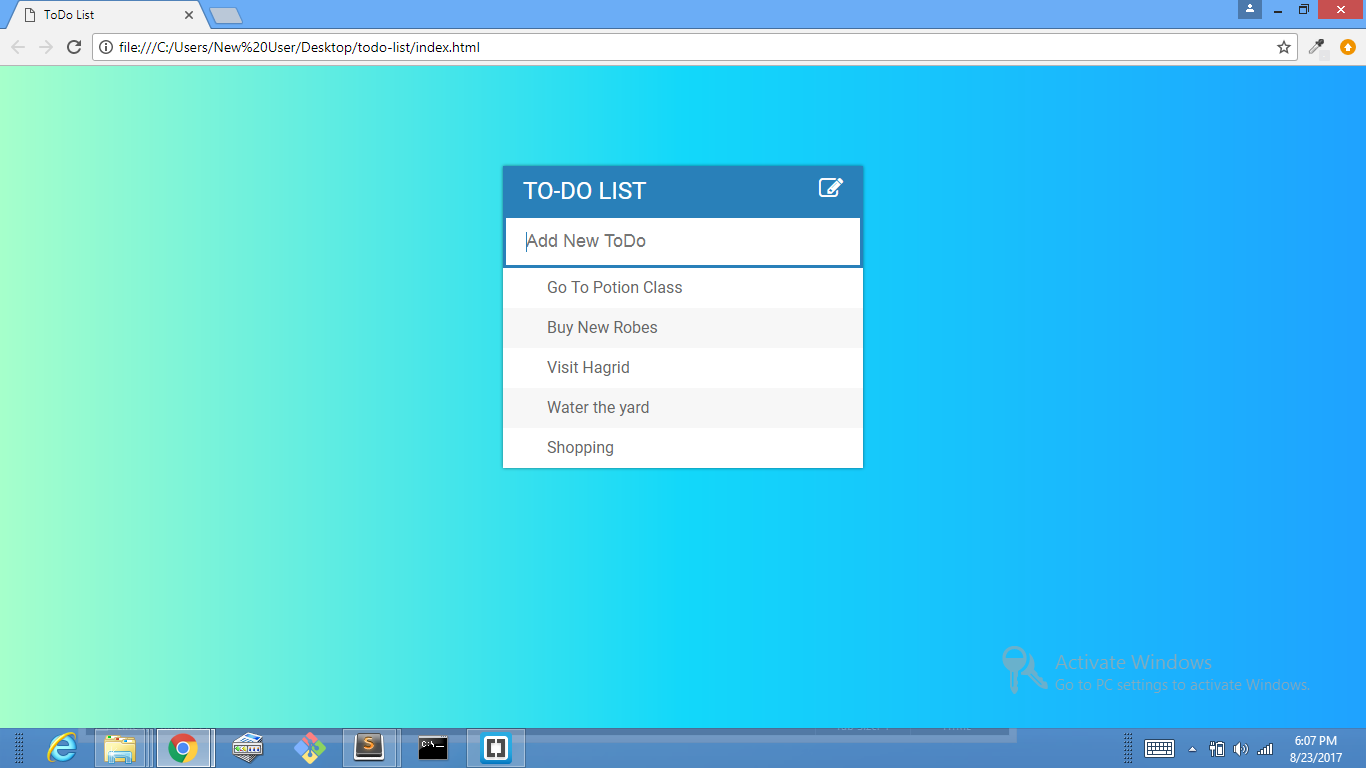 ToDo List
file:///C:/Users/New%20User/Desktop/todo-list/index.html
TO-DO LIST
Add New ToDo
Go To Potion Class
Buy New Robes
Visit Hagrid
Water the yard
Shopping
Activate Windows
Go to PC settings to activate Windows.
6:07 PM
8/23/2017